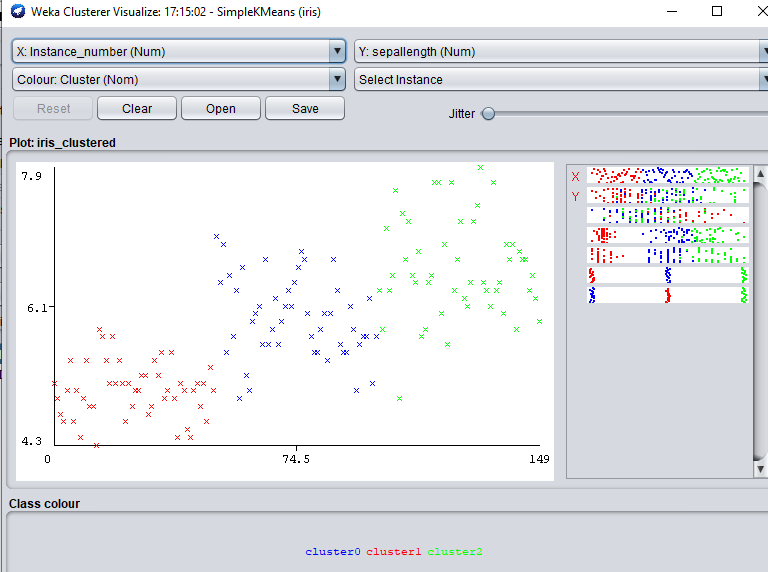 Weka Clusterer Visualize: 17:15:02 - SimpleKMeans (iris)
X: Instance_number (Num) Y: sepallength (Num)
Colour: Cluster (Nom) Select Instance
Reset Clear Open Save Jitter
Plot: iris_clustered
7.9
6.1
4.3
0 74.5 149
X
Y
Class colour
cluster0 cluster1 cluster2